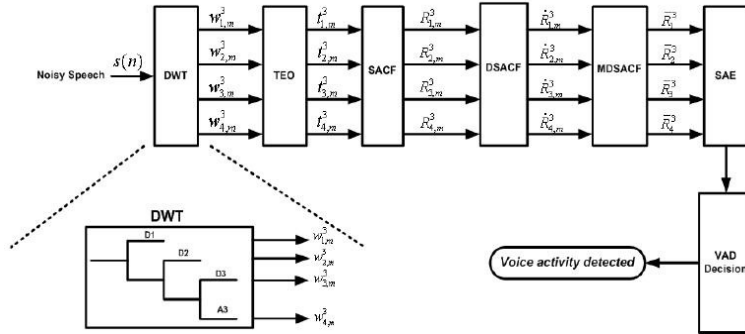 w³₁,ₘ t³₁,ₘ R³₁,ₘ Ṙ³₁,ₘ R̄³₁
Noisy Speech s(n) DWT w³₂,ₘ TEO t³₂,ₘ SACF R³₂,ₘ DSACF Ṙ³₂,ₘ MDSACF R̄³₂ SAE
w³₃,ₘ t³₃,ₘ R³₃,ₘ Ṙ³₃,ₘ R̄³₃
w³₄,ₘ t³₄,ₘ R³₄,ₘ Ṙ³₄,ₘ R̄³₄
DWT
D1
D2
D3
A3
w³₁,ₘ
w³₂,ₘ
w³₃,ₘ
w³₄,ₘ
Voice activity detected
VAD
Decision